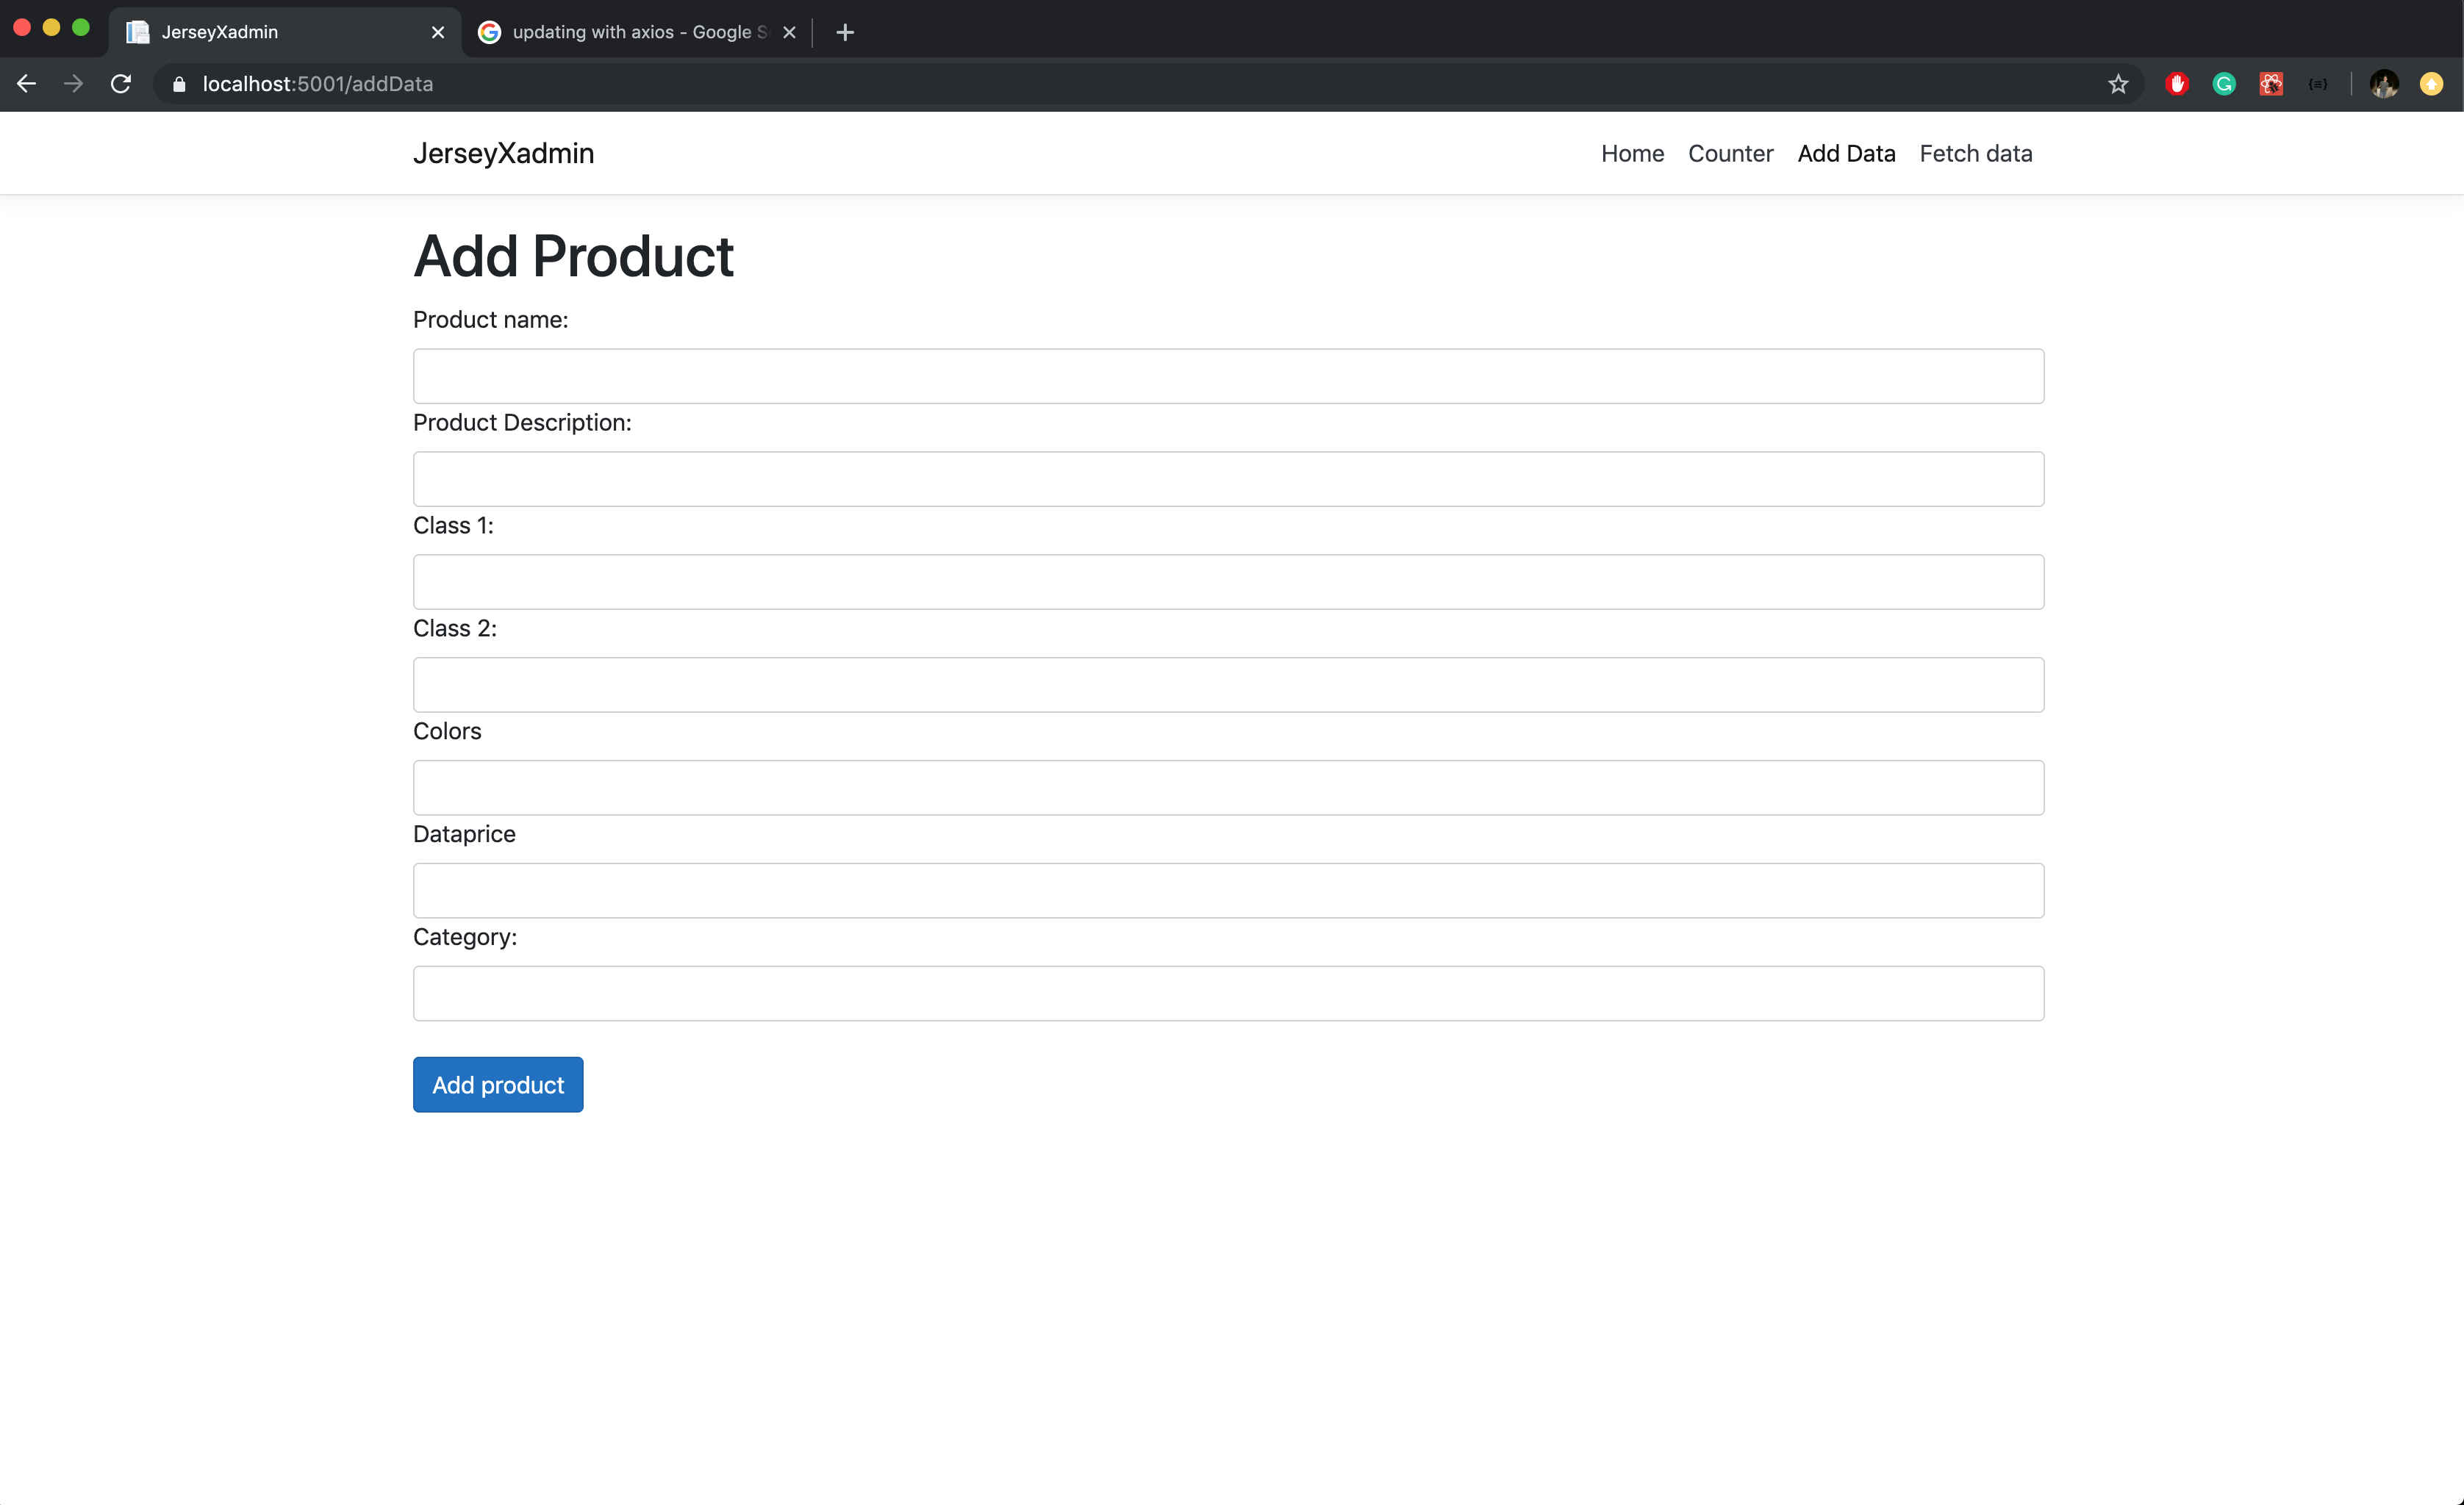 JerseyXadmin
updating with axios - Google S
localhost:5001/addData
JerseyXadmin
Home Counter Add Data Fetch data
Add Product
Product name:
Product Description:
Class 1:
Class 2:
Colors
Dataprice
Category:
Add product